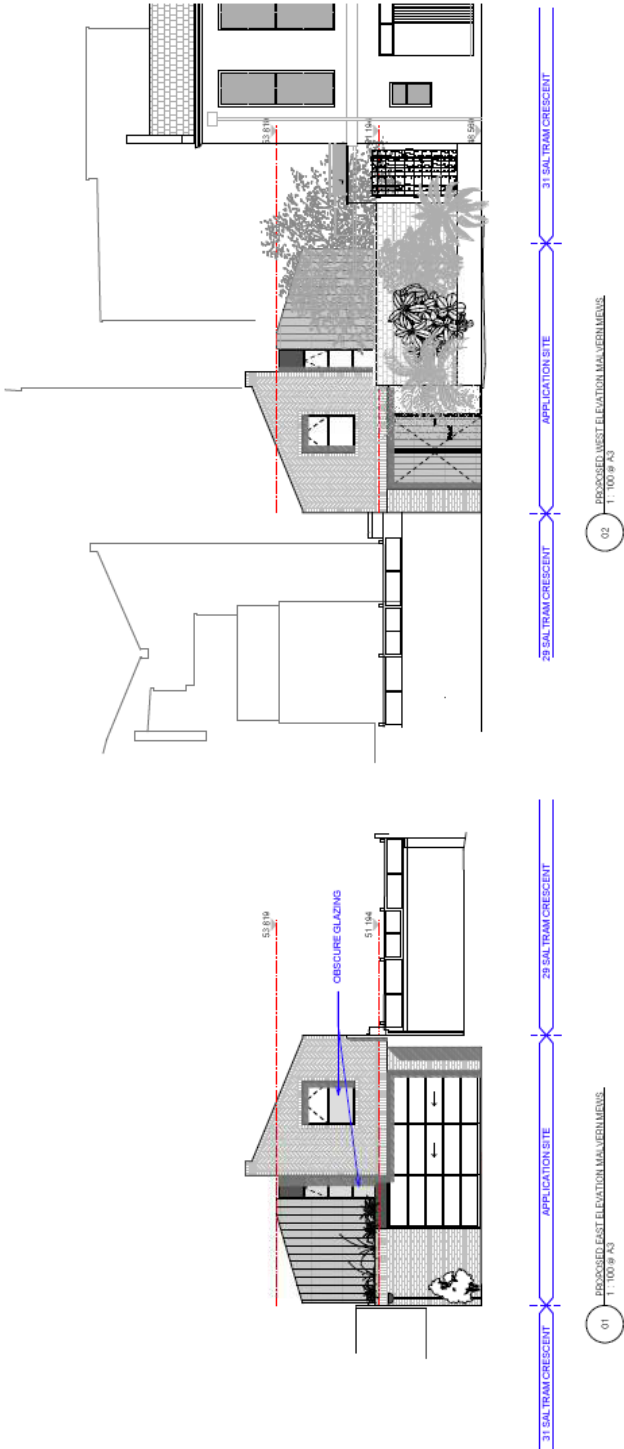 53.819
51.194
OBSCURE GLAZING
31 SALTRAM CRESCENT
APPLICATION SITE
29 SALTRAM CRESCENT
01
PROPOSED EAST ELEVATION MALVERN MEWS
1 : 100 @ A3
53.819
51.194
48.569
29 SALTRAM CRESCENT
APPLICATION SITE
31 SALTRAM CRESCENT
02
PROPOSED WEST ELEVATION MALVERN MEWS
1 : 100 @ A3